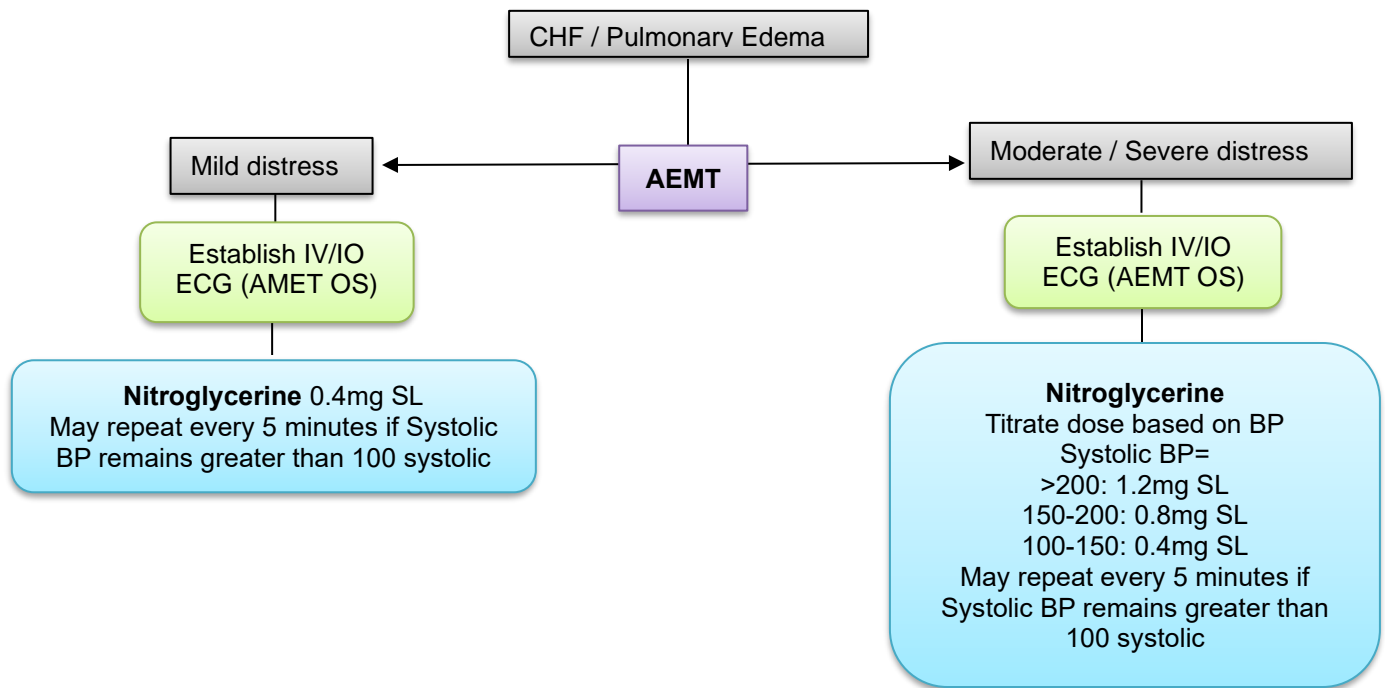 CHF / Pulmonary Edema
AEMT
Mild distress
Establish IV/IO
ECG (AMET OS)
Nitroglycerine 0.4mg SL
May repeat every 5 minutes if Systolic
BP remains greater than 100 systolic
Moderate / Severe distress
Establish IV/IO
ECG (AEMT OS)
Nitroglycerine
Titrate dose based on BP
Systolic BP=
>200: 1.2mg SL
150-200: 0.8mg SL
100-150: 0.4mg SL
May repeat every 5 minutes if
Systolic BP remains greater than
100 systolic